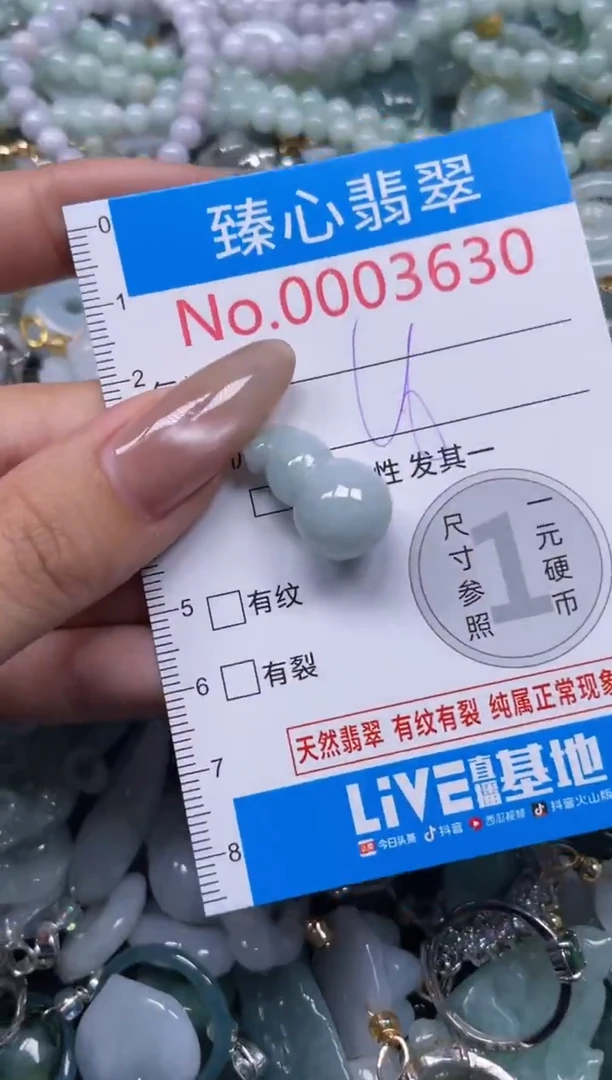 0
臻心翡翠
1
No.0003630
2
性 发其一
尺寸参照
1
一元硬币
5
有纹
6
有裂
天然翡翠 有纹有裂 纯属正常现象
7
LiVE直播基地
今日头条 抖音 西瓜视频 抖音火山版
8